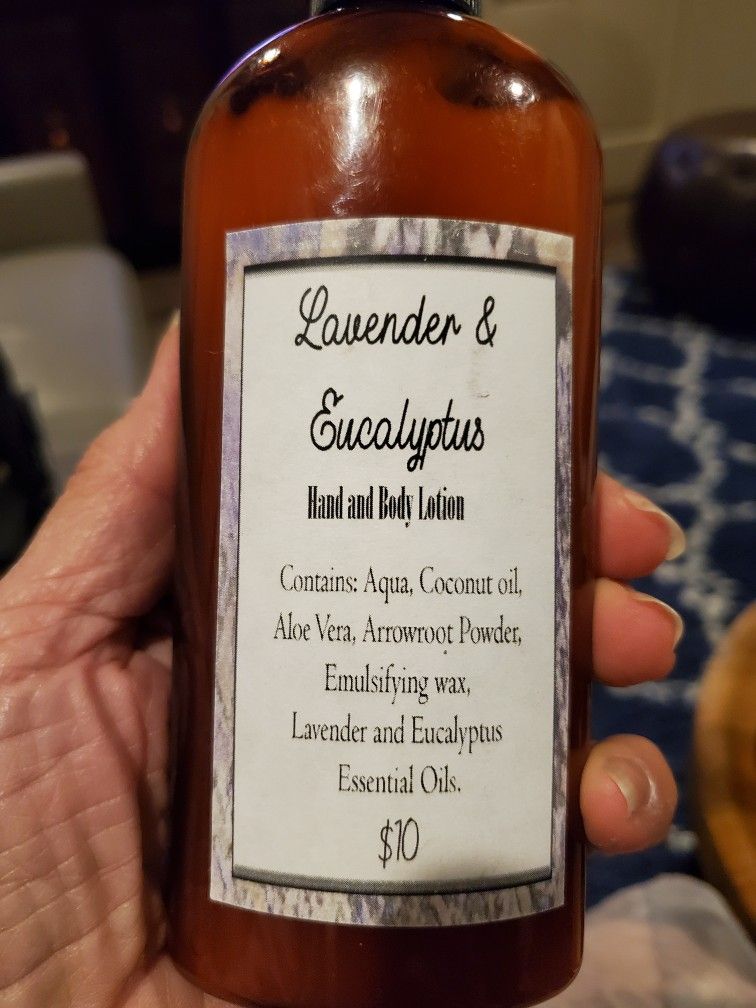 Lavender &
Eucalyptus
Hand and Body Lotion
Contains: Aqua, Coconut oil,
Aloe Vera, Arrowroot Powder,
Emulsifying wax,
Lavender and Eucalyptus
Essential Oils.
$10